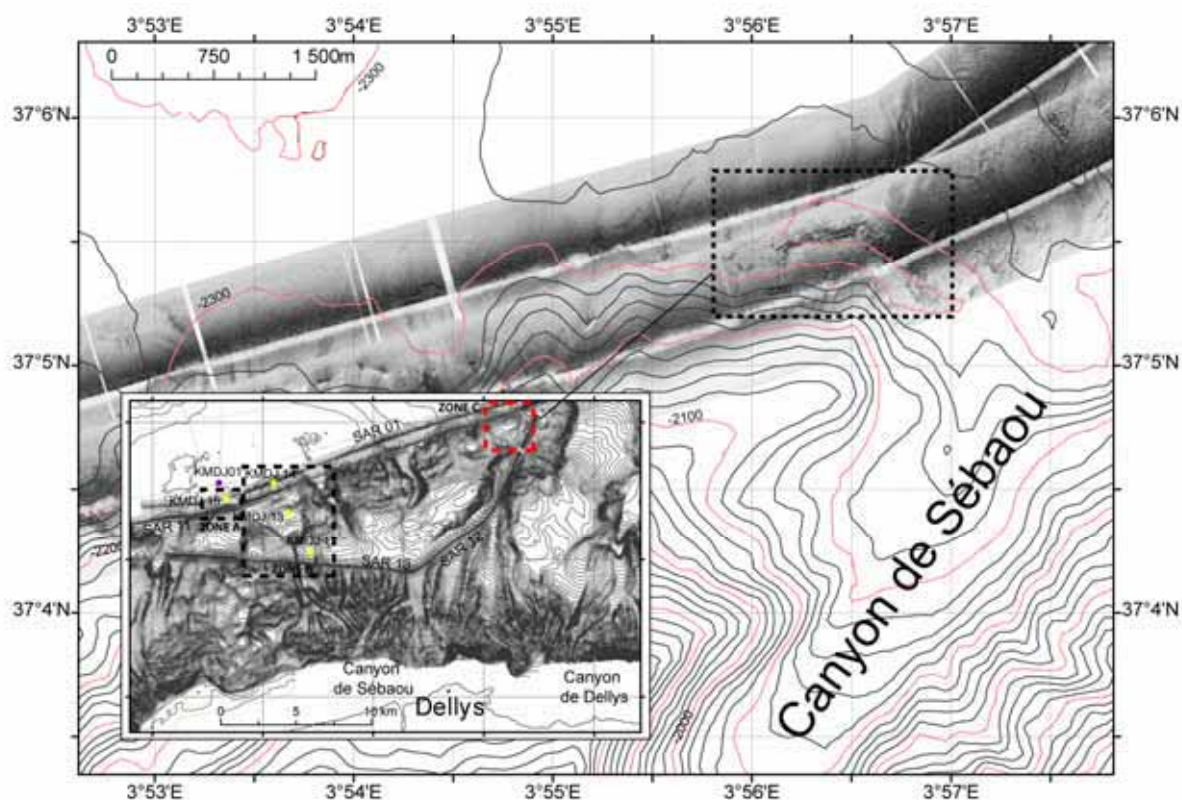 3°53'E 3°54'E 3°55'E 3°56'E 3°57'E
0 750 1 500m
-2300
37°6'N 37°6'N
-2300
37°5'N 37°5'N
-2100
ZONE C
SAR 01
KMDJ01
SAR 11
ZONE A
SAR 13
SAR 12
37°4'N 37°4'N
Canyon de Sébaou
-2000
Canyon
de Sébaou
Canyon
de Dellys
Dellys
0 5 10 km
3°53'E 3°54'E 3°55'E 3°56'E 3°57'E